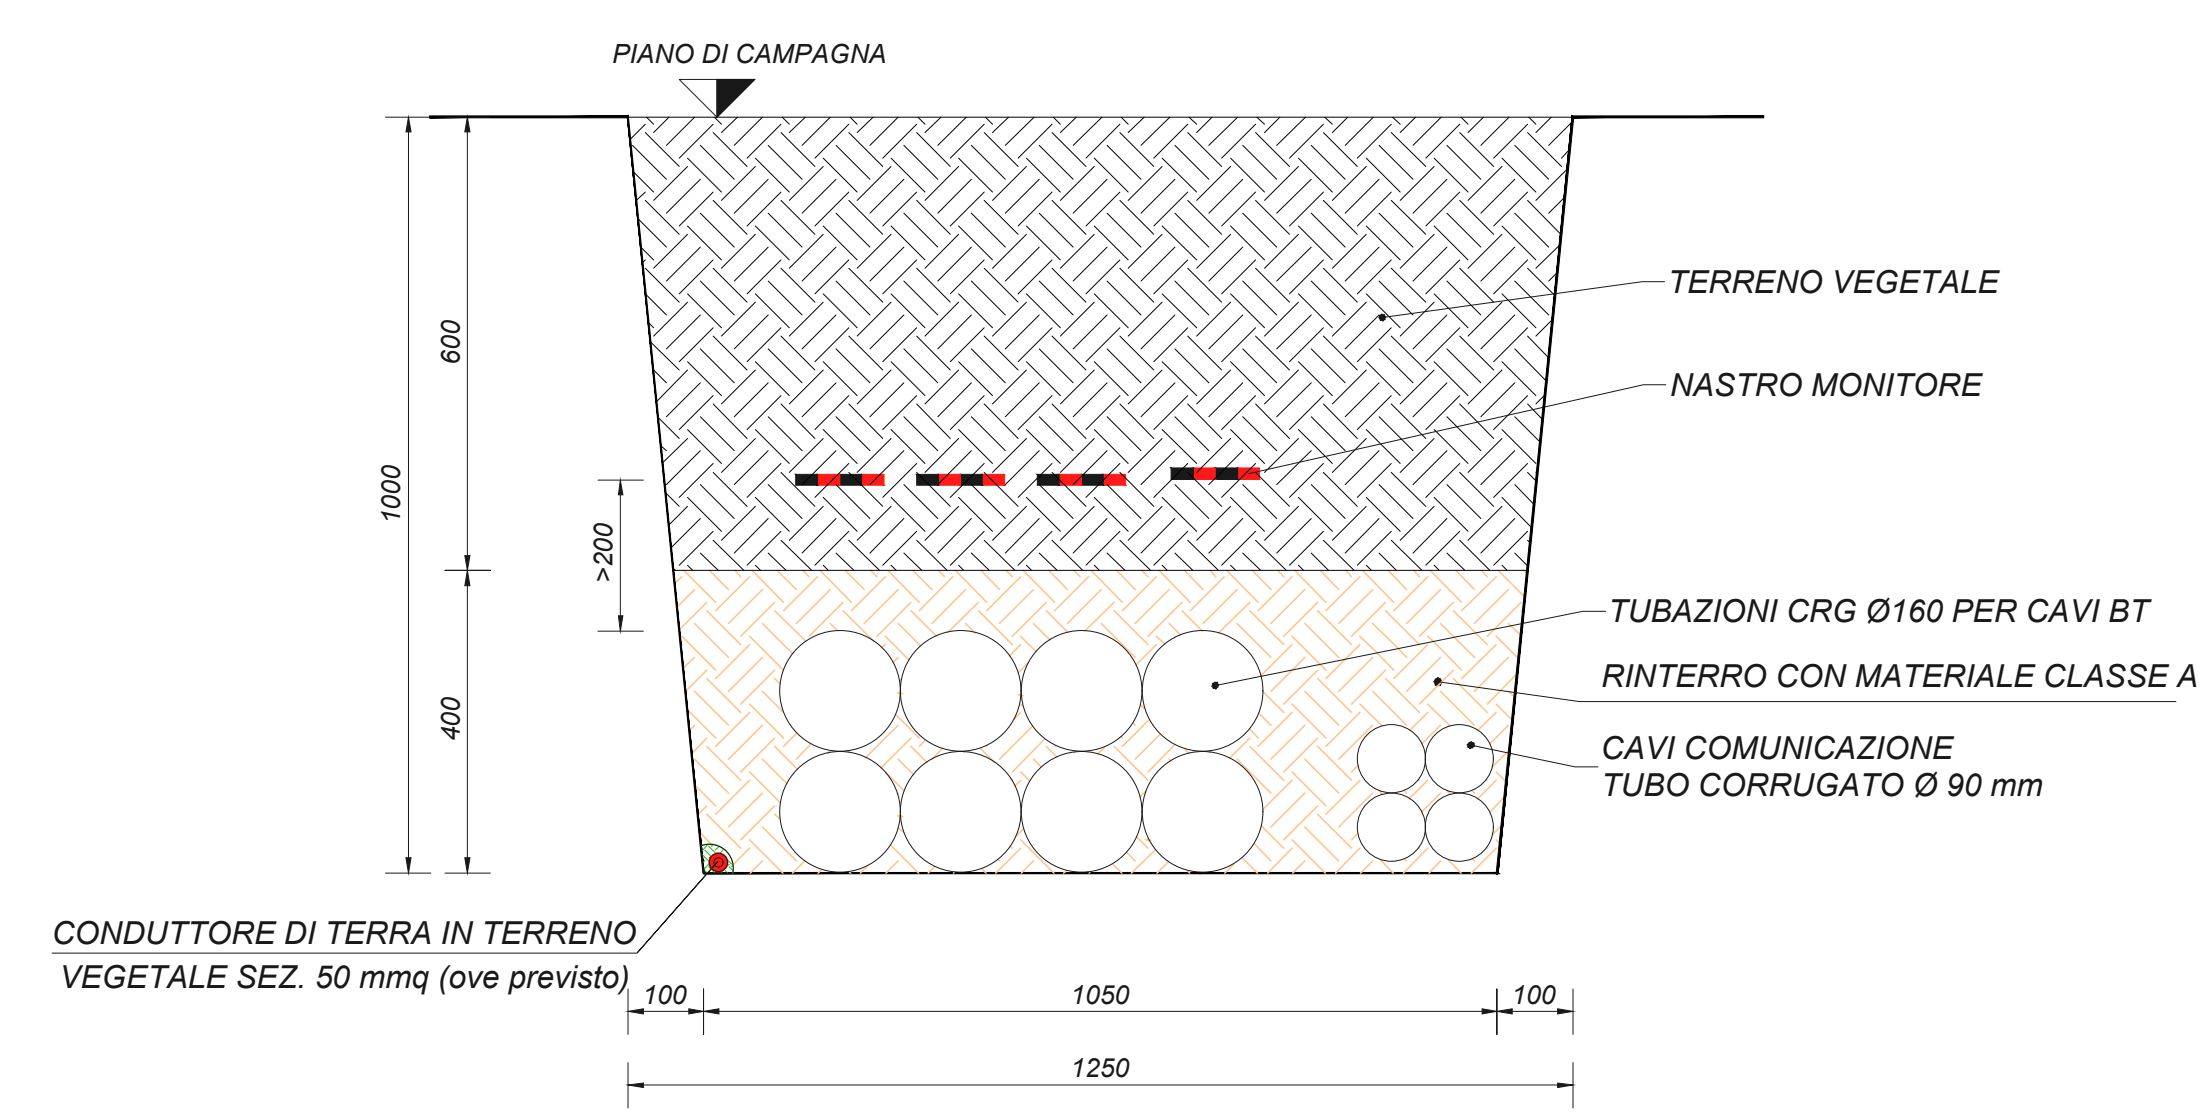 PIANO DI CAMPAGNA
TERRENO VEGETALE
600
NASTRO MONITORE
1000
>200
TUBAZIONI CRG Ø160 PER CAVI BT
RINTERRO CON MATERIALE CLASSE A
400
CAVI COMUNICAZIONE
TUBO CORRUGATO Ø 90 mm
CONDUTTORE DI TERRA IN TERRENO
VEGETALE SEZ. 50 mmq (ove previsto)
100 1050 100
1250